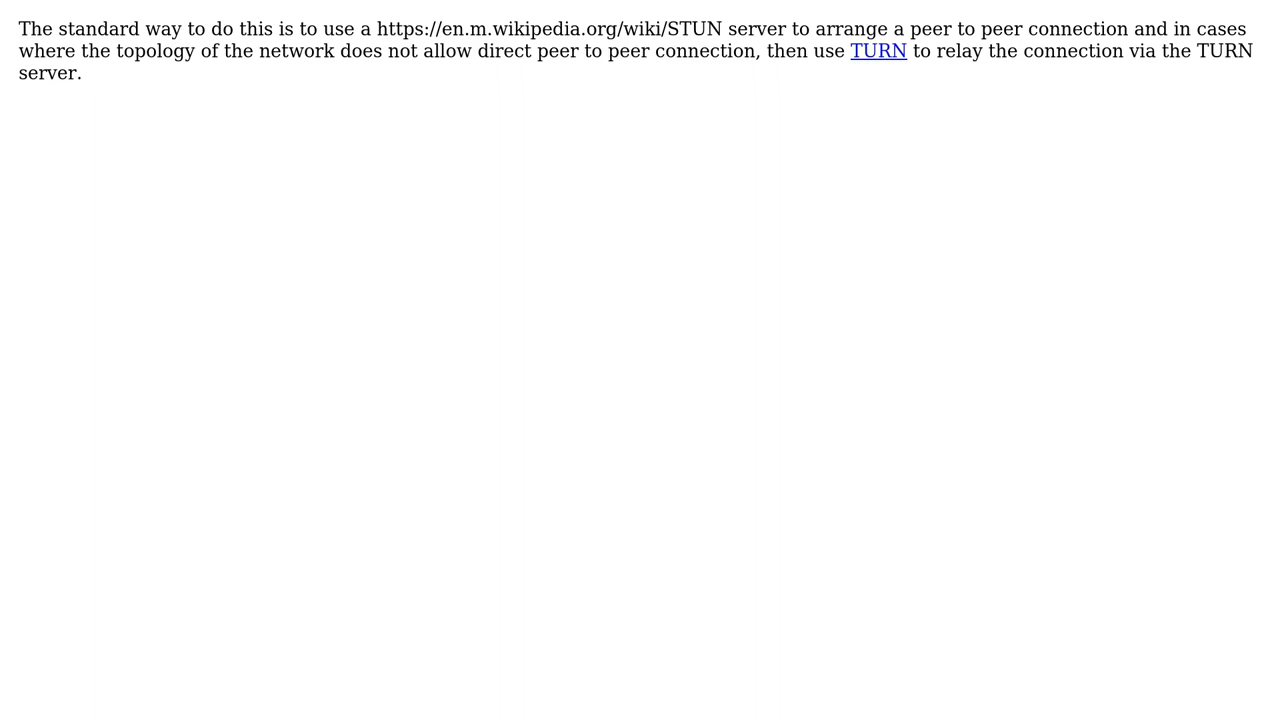 The standard way to do this is to use a https://en.m.wikipedia.org/wiki/STUN server to arrange a peer to peer connection and in cases
where the topology of the network does not allow direct peer to peer connection, then use TURN to relay the connection via the TURN
server.